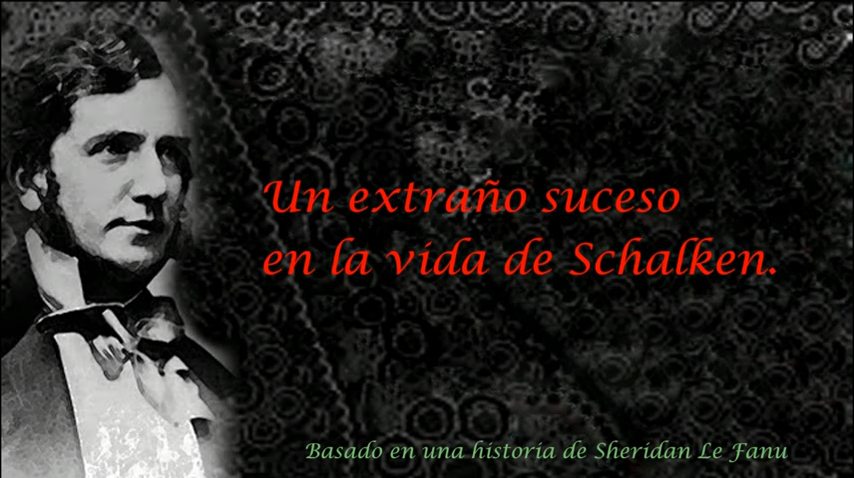 Un extraño suceso
en la vida de Schalken.
Basado en una historia de Sheridan Le Fanu